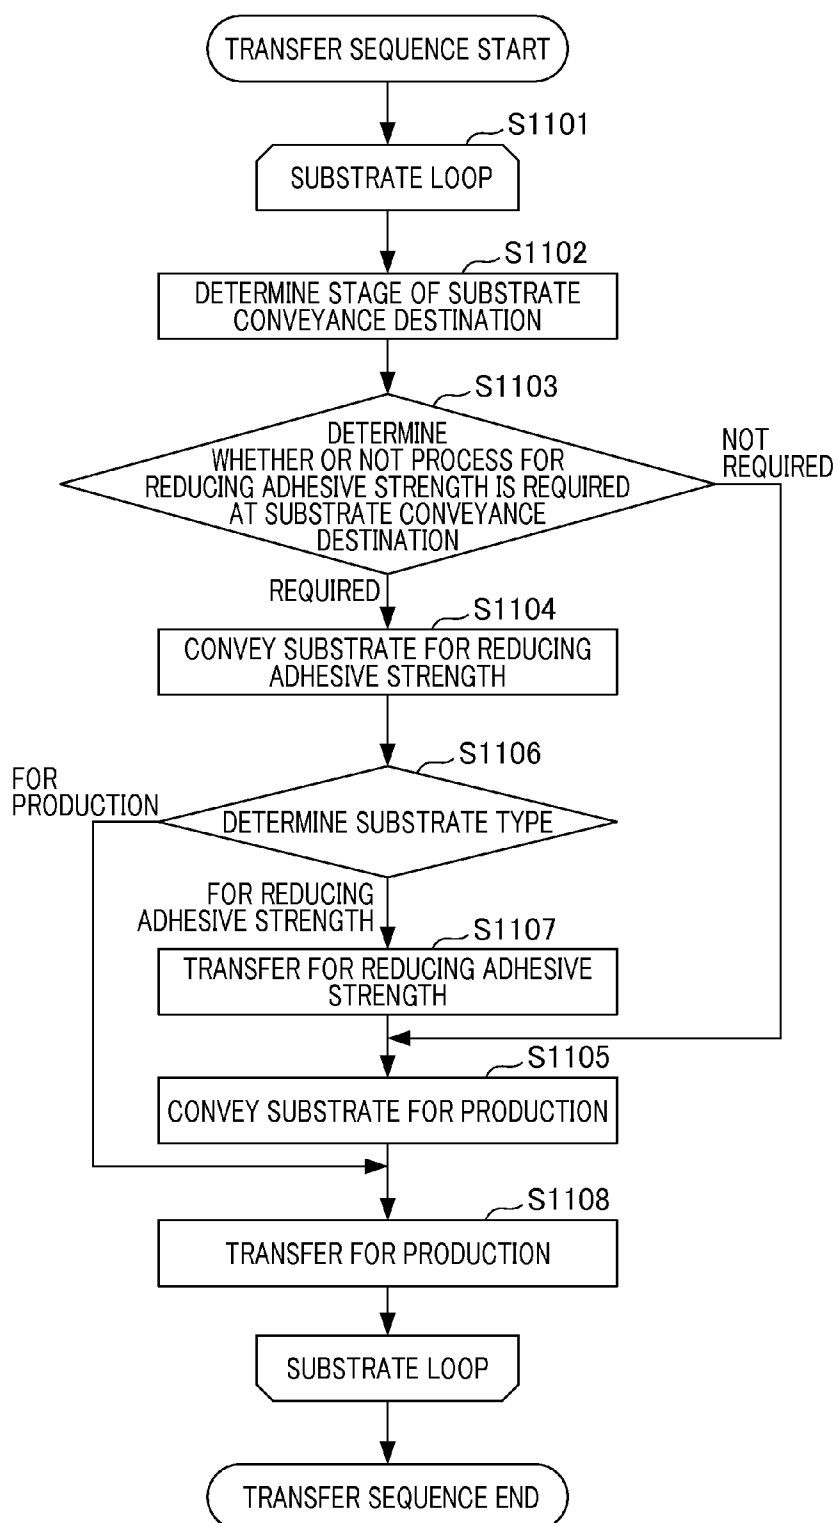 TRANSFER SEQUENCE START
S1101
SUBSTRATE LOOP
S1102
DETERMINE STAGE OF SUBSTRATE
CONVEYANCE DESTINATION
S1103
DETERMINE
WHETHER OR NOT PROCESS FOR
REDUCING ADHESIVE STRENGTH IS REQUIRED
AT SUBSTRATE CONVEYANCE
DESTINATION
NOT
REQUIRED
REQUIRED
S1104
CONVEY SUBSTRATE FOR REDUCING
ADHESIVE STRENGTH
S1106
FOR
PRODUCTION
DETERMINE SUBSTRATE TYPE
FOR REDUCING
ADHESIVE STRENGTH
S1107
TRANSFER FOR REDUCING ADHESIVE
STRENGTH
S1105
CONVEY SUBSTRATE FOR PRODUCTION
S1108
TRANSFER FOR PRODUCTION
SUBSTRATE LOOP
TRANSFER SEQUENCE END